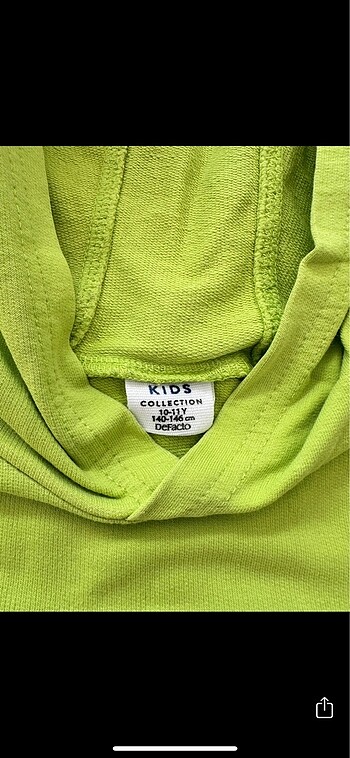 KIDS
COLLECTION
10-11Y
140-146 cm
DeFacto